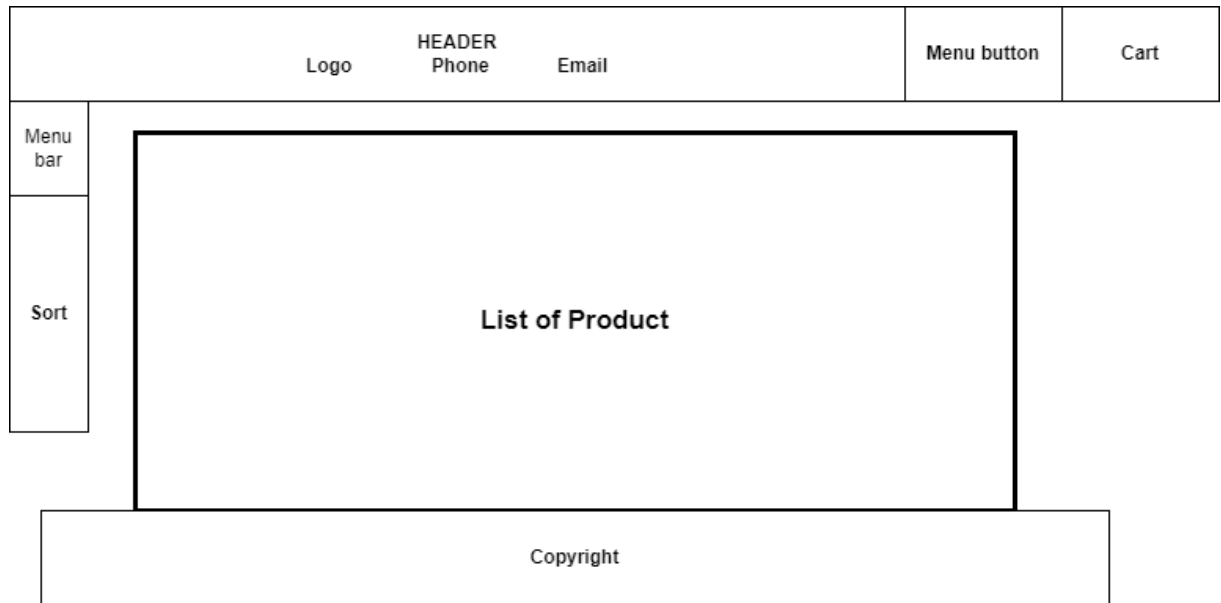 HEADER
Logo Phone Email
Menu button
Cart
Menu
bar
Sort
List of Product
Copyright